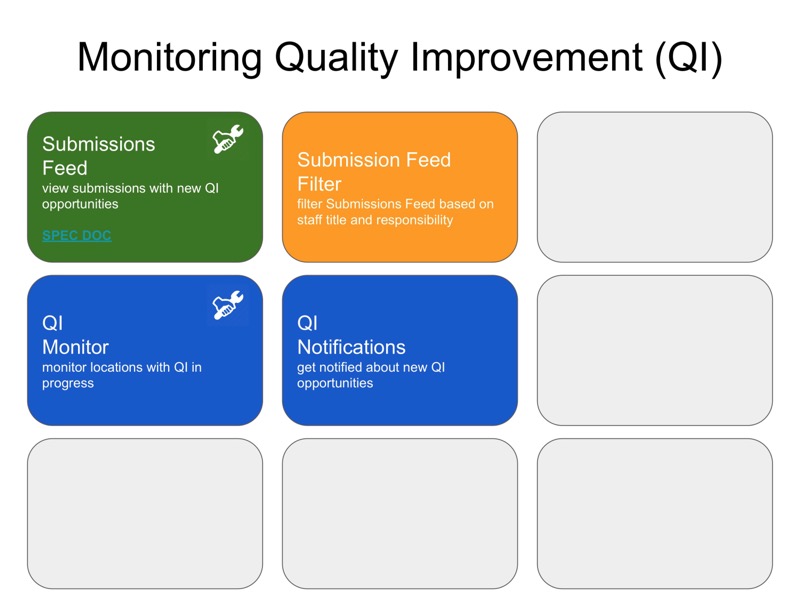 Monitoring Quality Improvement (QI)
Submissions
Feed
view submissions with new QI
opportunities
SPEC DOC
Submission Feed
Filter
filter Submissions Feed based on
staff title and responsibility
QI
Monitor
monitor locations with QI in
progress
QI
Notifications
get notified about new QI
opportunities